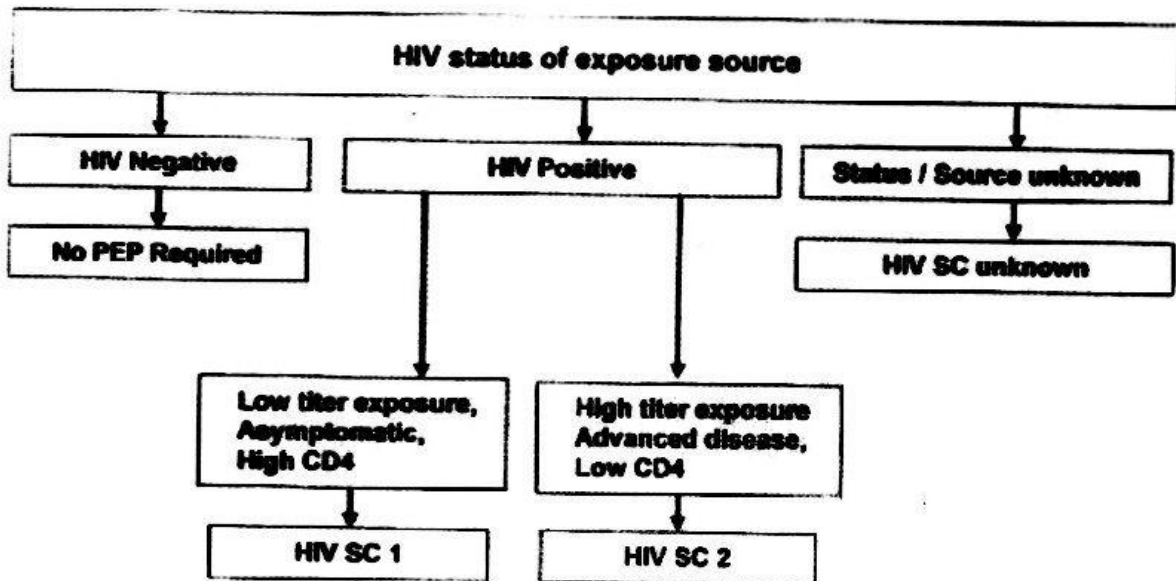 HIV status of exposure source
HIV Negative
HIV Positive
Status / Source unknown
No PEP Required
HIV SC unknown
Low titer exposure,
Asymptomatic,
High CD4
High titer exposure
Advanced disease,
Low CD4
HIV SC 1
HIV SC 2